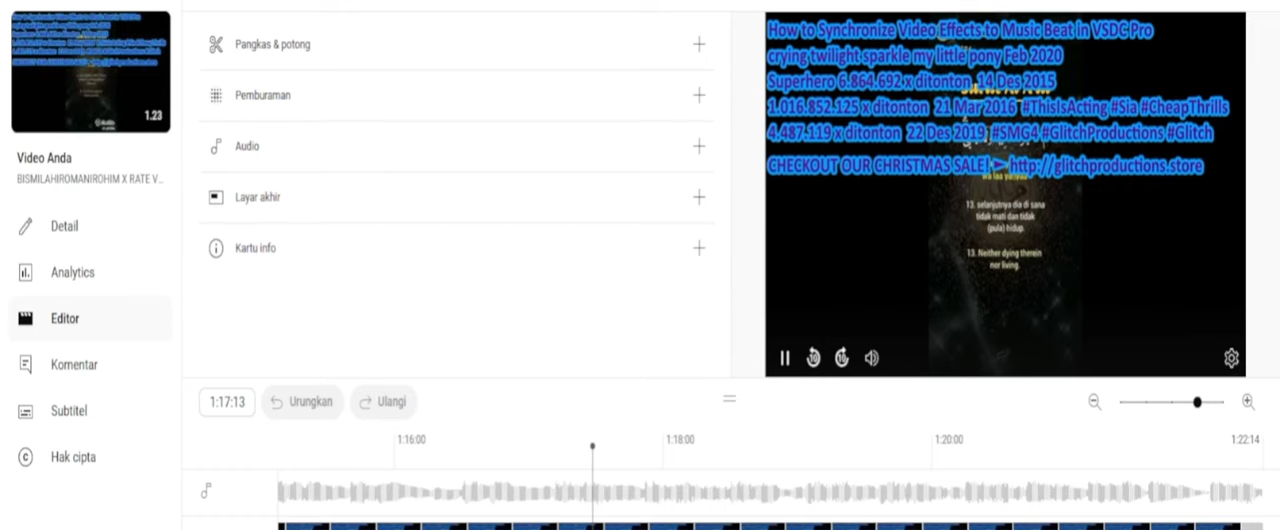 1.23
Video Anda
BISMILAHIROMANIROHIM X RATE V...
Detail
Analytics
Editor
Komentar
Subtitel
Hak cipta
Pangkas & potong
Pemburaman
Audio
Layar akhir
Kartu info
How to Synchronize Video Effects to Music Beat in VSDC Pro
crying twilight sparkle my little pony Feb 2020
Superhero 6.864.692 x ditonton 14 Des 2015
1.016.852.125 x ditonton 21 Mar 2016 #ThisIsActing #Sia #CheapThrills
4.487.119 x ditonton 22 Des 2019 #SMG4 #GlitchProductions #Glitch
CHECKOUT OUR CHRISTMAS SALE! ► http://glitchproductions.store
13. selanjutnya dia di sana
tidak mati dan tidak
(pula) hidup.
13. Neither dying therein
nor living.
10 10
1:17:13
Urungkan
Ulangi
1:16:00
1:18:00
1:20:00
1:22:14